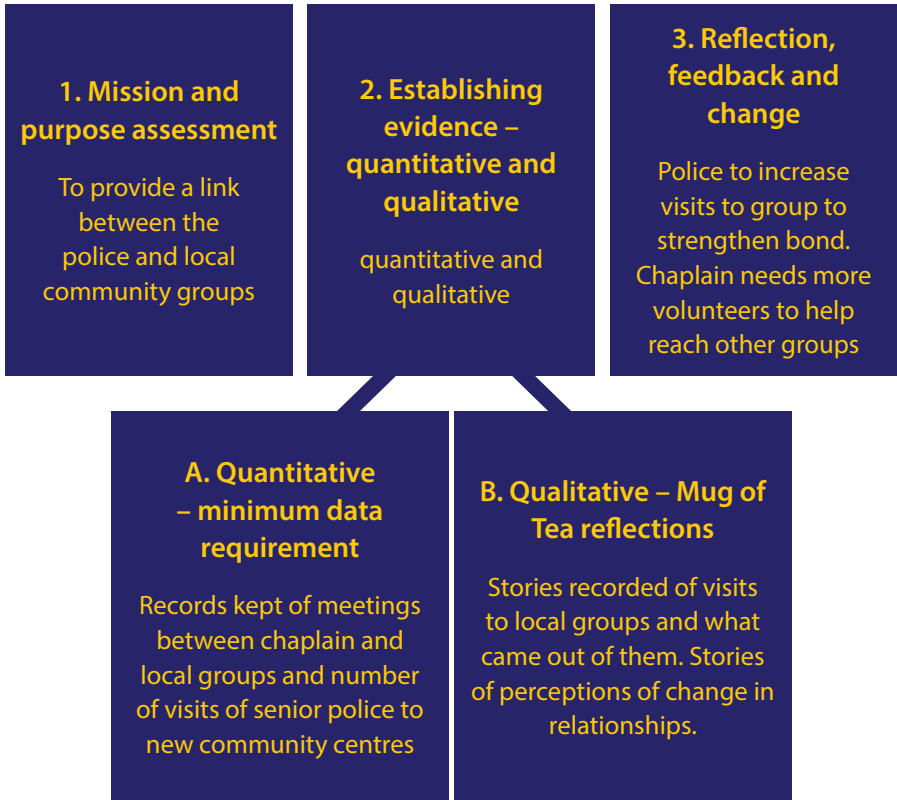 1. Mission and
purpose assessment
To provide a link
between the
police and local
community groups
2. Establishing
evidence –
quantitative and
qualitative
quantitative and
qualitative
3. Reflection,
feedback and
change
Police to increase
visits to group to
strengthen bond.
Chaplain needs more
volunteers to help
reach other groups
A. Quantitative
– minimum data
requirement
Records kept of meetings
between chaplain and
local groups and number
of visits of senior police to
new community centres
B. Qualitative – Mug of
Tea reflections
Stories recorded of visits
to local groups and what
came out of them. Stories
of perceptions of change in
relationships.